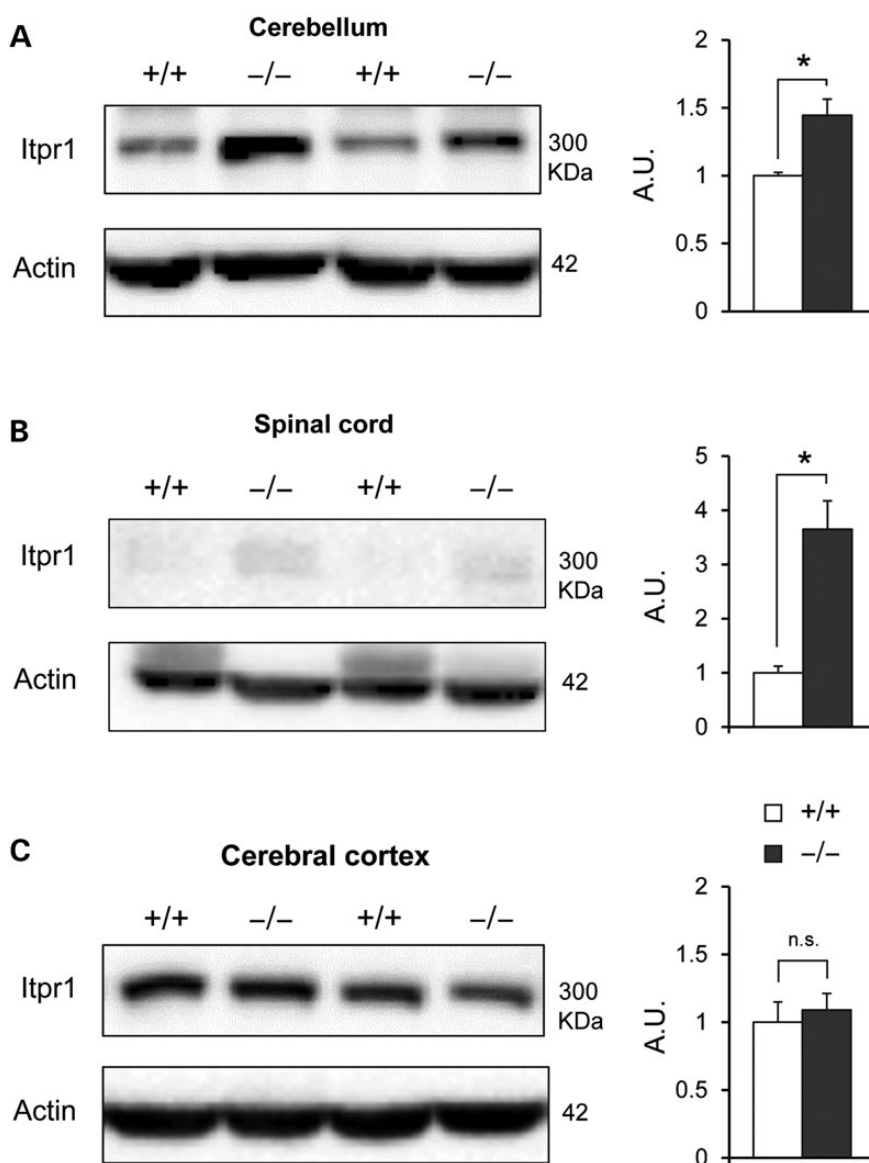 A
Cerebellum
+/+ –/– +/+ –/–
Itpr1
300
KDa
Actin
42
2
1.5
1
0.5
0
A.U.
*
B
Spinal cord
+/+ –/– +/+ –/–
Itpr1
300
KDa
Actin
42
5
4
3
2
1
0
A.U.
*
+/+
–/–
C
Cerebral cortex
+/+ –/– +/+ –/–
Itpr1
300
KDa
Actin
42
2
1.5
1
0.5
0
A.U.
n.s.